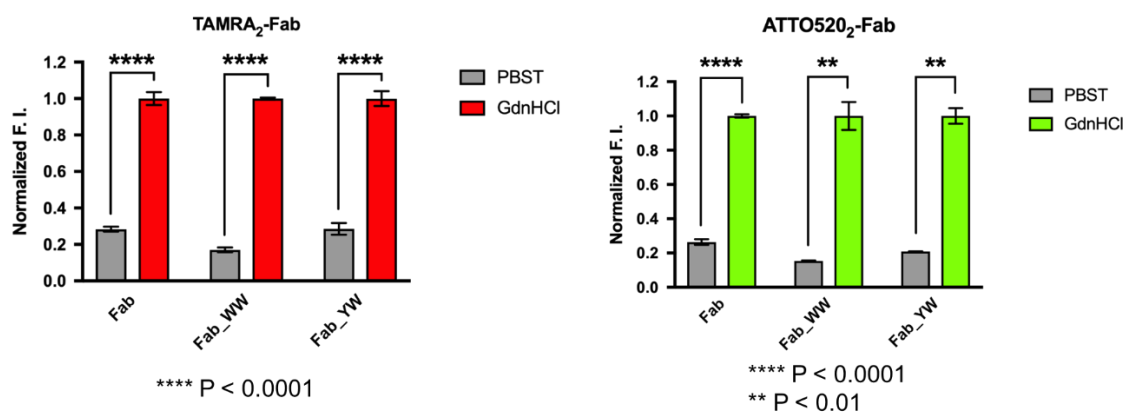 TAMRA₂-Fab
**** **** ****
1.2
1.0
0.8
0.6
0.4
0.2
0.0
Normalized F. I.
Fab
Fab_WW
Fab_YW
PBST
GdnHCl
**** P < 0.0001
ATTO520₂-Fab
**** ** **
1.2
1.0
0.8
0.6
0.4
0.2
0.0
Normalized F. I.
Fab
Fab_WW
Fab_YW
PBST
GdnHCl
**** P < 0.0001
** P < 0.01